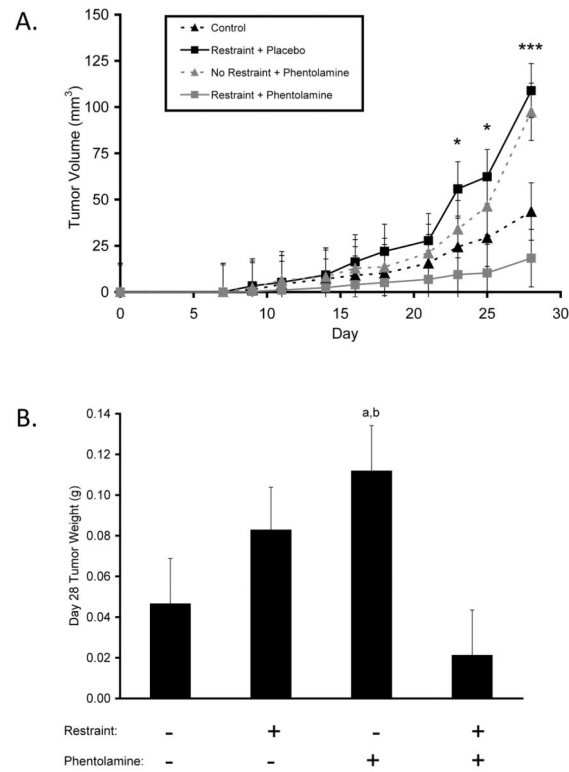 A.
Control
Restraint + Placebo
No Restraint + Phentolamine
Restraint + Phentolamine
***
* *
Tumor Volume (mm³)
150
125
100
75
50
25
0
0 5 10 15 20 25 30
Day
B.
a,b
Day 28 Tumor Weight (g)
0.14
0.12
0.10
0.08
0.06
0.04
0.02
0.00
Restraint: - + - +
Phentolamine: - - + +